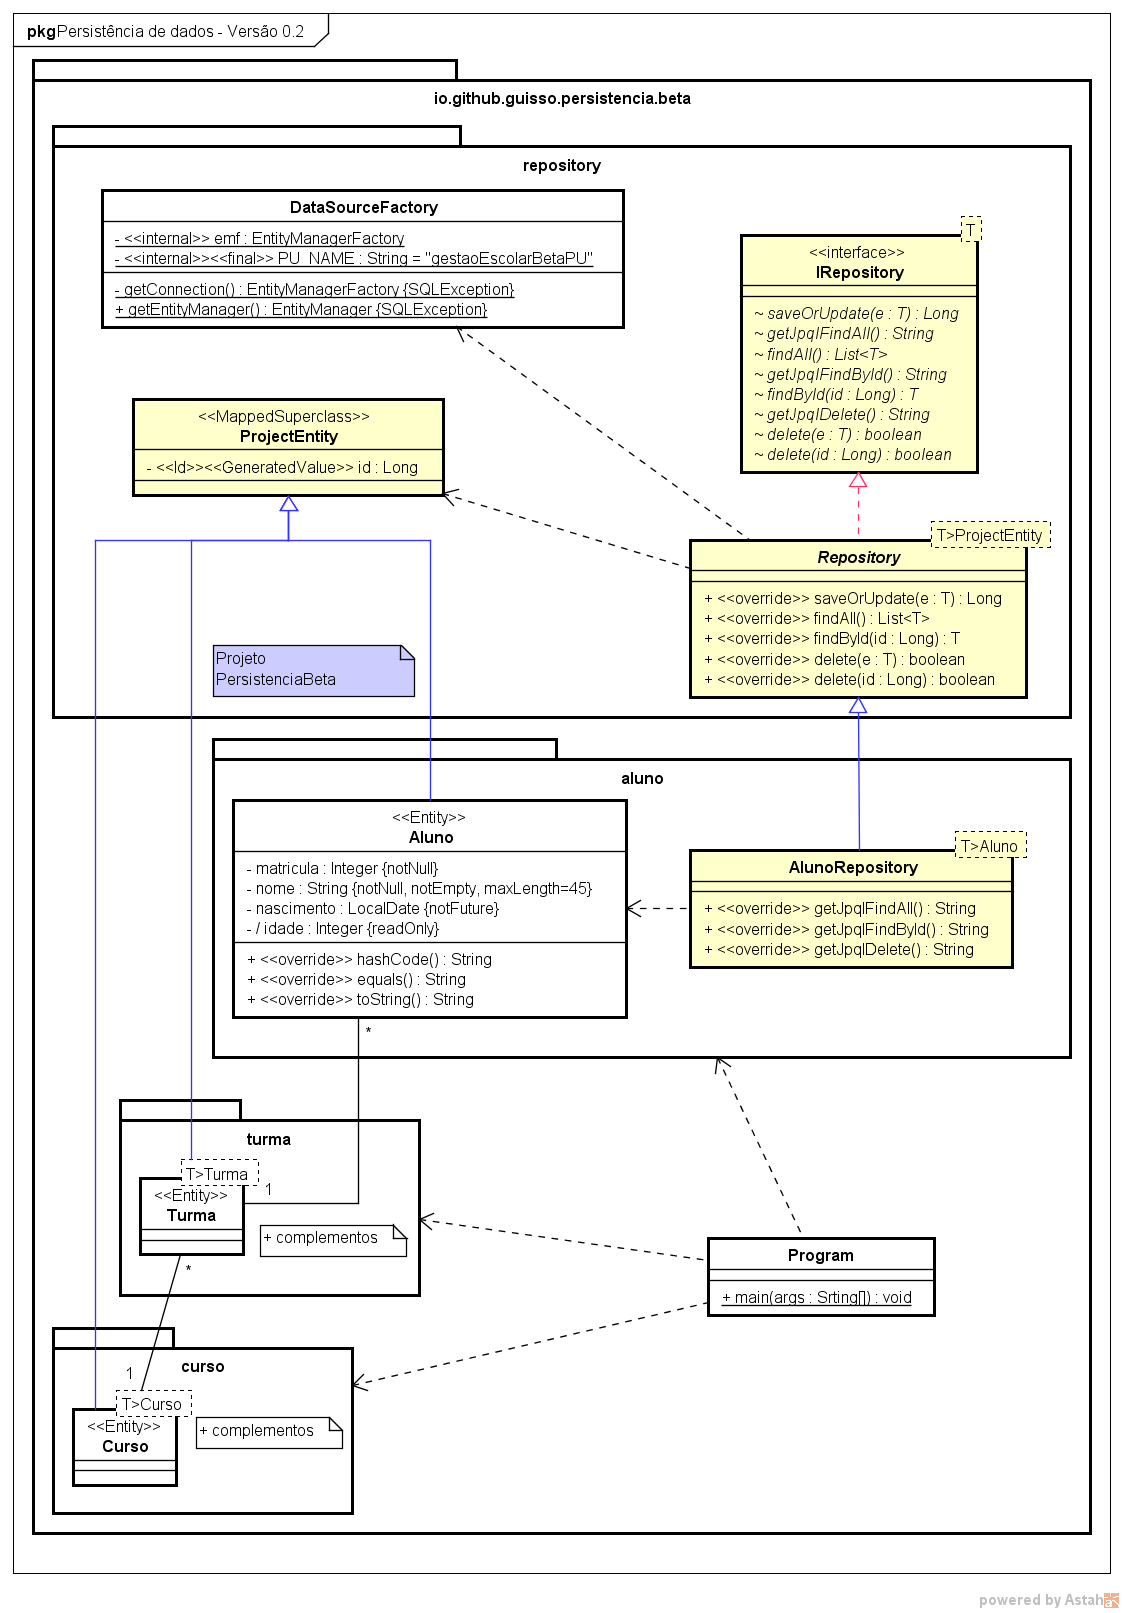 pkg Persistência de dados - Versão 0.2
io.github.guisso.persistencia.beta
repository
DataSourceFactory
- <<internal>> emf : EntityManagerFactory
- <<internal>><<final>> PU_NAME : String = "gestaoEscolarBetaPU"
- getConnection() : EntityManagerFactory {SQLException}
+ getEntityManager() : EntityManager {SQLException}
T
<<interface>>
IRepository
~ saveOrUpdate(e : T) : Long
~ getJpqlFindAll() : String
~ findAll() : List<T>
~ getJpqlFindById() : String
~ findById(id : Long) : T
~ getJpqlDelete() : String
~ delete(e : T) : boolean
~ delete(id : Long) : boolean
<<MappedSuperclass>>
ProjectEntity
- <<Id>><<GeneratedValue>> id : Long
T>ProjectEntity
Repository
+ <<override>> saveOrUpdate(e : T) : Long
+ <<override>> findAll() : List<T>
+ <<override>> findById(id : Long) : T
+ <<override>> delete(e : T) : boolean
+ <<override>> delete(id : Long) : boolean
Projeto
PersistenciaBeta
aluno
<<Entity>>
Aluno
- matricula : Integer {notNull}
- nome : String {notNull, notEmpty, maxLength=45}
- nascimento : LocalDate {notFuture}
- / idade : Integer {readOnly}
+ <<override>> hashCode() : String
+ <<override>> equals() : String
+ <<override>> toString() : String
T>Aluno
AlunoRepository
+ <<override>> getJpqlFindAll() : String
+ <<override>> getJpqlFindById() : String
+ <<override>> getJpqlDelete() : String
*
turma
T>Turma
1
<<Entity>>
Turma
+ complementos
*
Program
+ main(args : Srting[]) : void
curso
1
T>Curso
<<Entity>>
Curso
+ complementos
powered by Astah